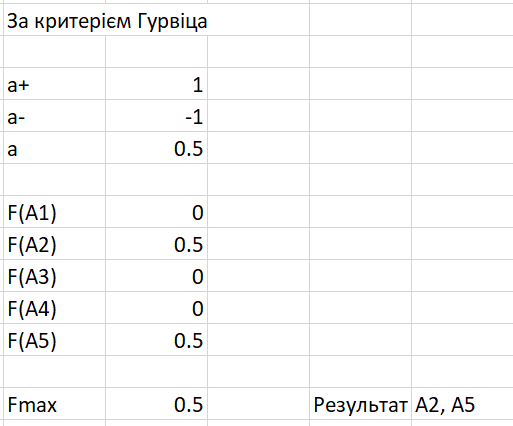 За критерієм Гурвіца
a+ 1
a- -1
a 0.5
F(A1) 0
F(A2) 0.5
F(A3) 0
F(A4) 0
F(A5) 0.5
Fmax 0.5 Результат A2, A5